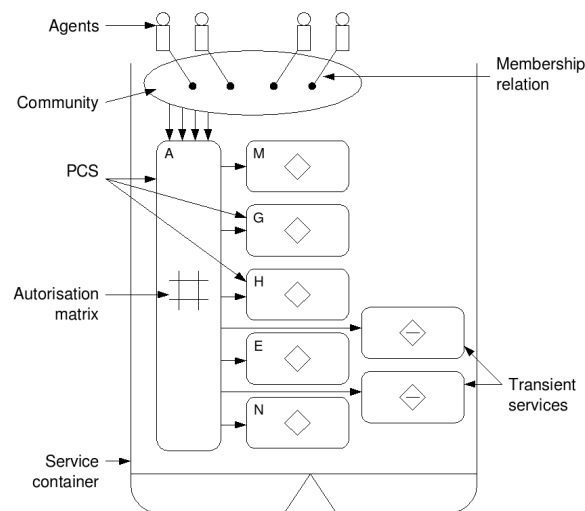 Agents
Membership
relation
Community
A
M
PCS
G
H
Autorisation
matrix
E
Transient
services
N
Service
container